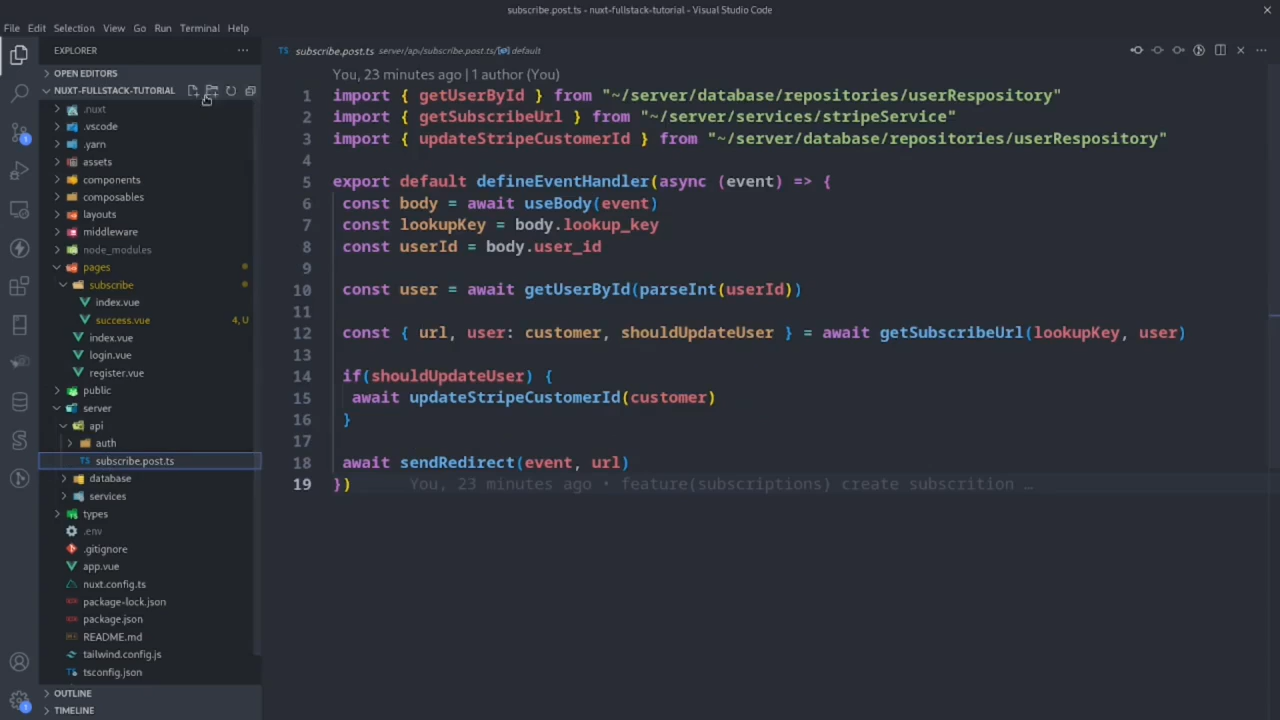 subscribe.post.ts - nuxt-fullstack-tutorial - Visual Studio Code
File Edit Selection View Go Run Terminal Help
EXPLORER
OPEN EDITORS
NUXT-FULLSTACK-TUTORIAL
.nuxt
.vscode
.yarn
assets
components
composables
layouts
middleware
node_modules
pages
subscribe
index.vue
success.vue 4, U
index.vue
login.vue
register.vue
public
server
api
auth
TS subscribe.post.ts
database
services
types
.env
.gitignore
app.vue
nuxt.config.ts
package-lock.json
package.json
README.md
tailwind.config.js
tsconfig.json
OUTLINE
TIMELINE
TS subscribe.post.ts server/api/subscribe.post.ts/ default
You, 23 minutes ago | 1 author (You)
1 import { getUserById } from "~/server/database/repositories/userRespository"
2 import { getSubscribeUrl } from "~/server/services/stripeService"
3 import { updateStripeCustomerId } from "~/server/database/repositories/userRespository"
4
5 export default defineEventHandler(async (event) => {
6 const body = await useBody(event)
7 const lookupKey = body.lookup_key
8 const userId = body.user_id
9
10 const user = await getUserById(parseInt(userId))
11
12 const { url, user: customer, shouldUpdateUser } = await getSubscribeUrl(lookupKey, user)
13
14 if(shouldUpdateUser) {
15 await updateStripeCustomerId(customer)
16 }
17
18 await sendRedirect(event, url)
19 }) You, 23 minutes ago • feature(subscriptions) create subscrition …